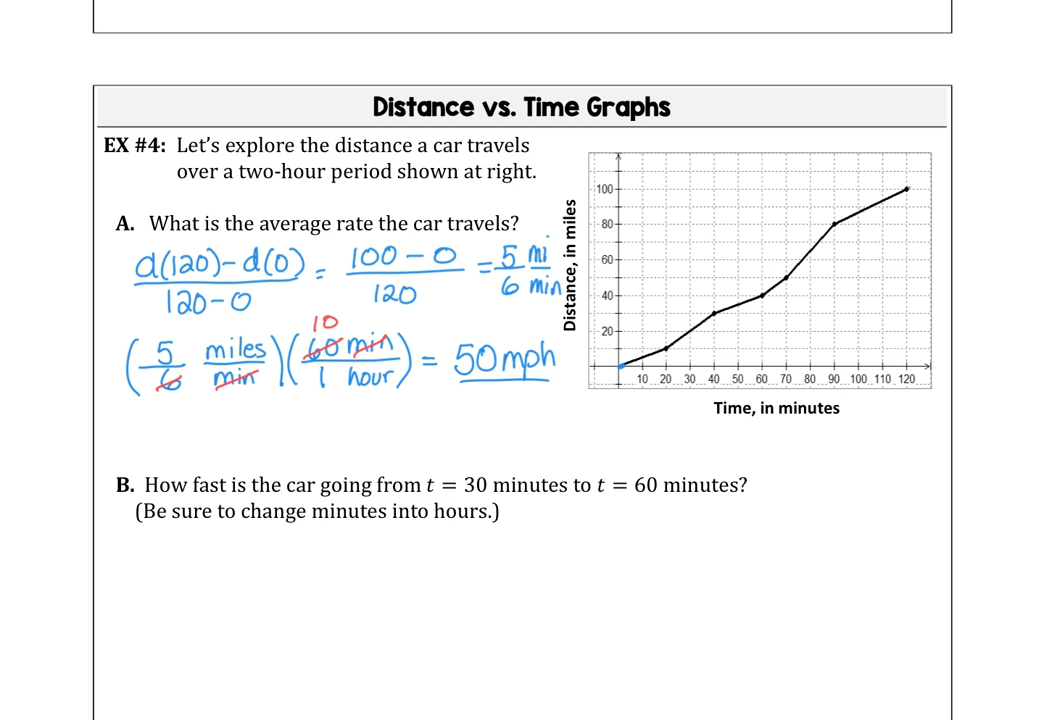 Distance vs. Time Graphs
EX #4: Let's explore the distance a car travels
over a two-hour period shown at right.
A. What is the average rate the car travels?
d(120)-d(0) / 120-0 = 100-0 / 120 = 5 mi / 6 min
10
(5 miles / 6 min)(60 min / 1 hour) = 50mph
Distance, in miles
100
80
60
40
20
10 20 30 40 50 60 70 80 90 100 110 120
Time, in minutes
B. How fast is the car going from t = 30 minutes to t = 60 minutes?
(Be sure to change minutes into hours.)